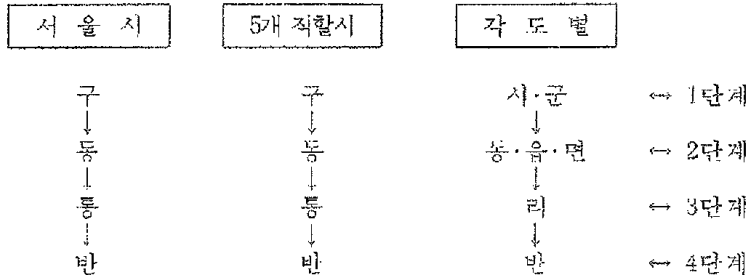 서 울 시 5개 직할시 각 도 별
구 구 시·군 ↔ 1단계
↓ ↓ ↓
동 동 동·읍·면 ↔ 2단계
↓ ↓ ↓
통 통 리 ↔ 3단계
↓ ↓ ↓
반 반 반 ↔ 4단계